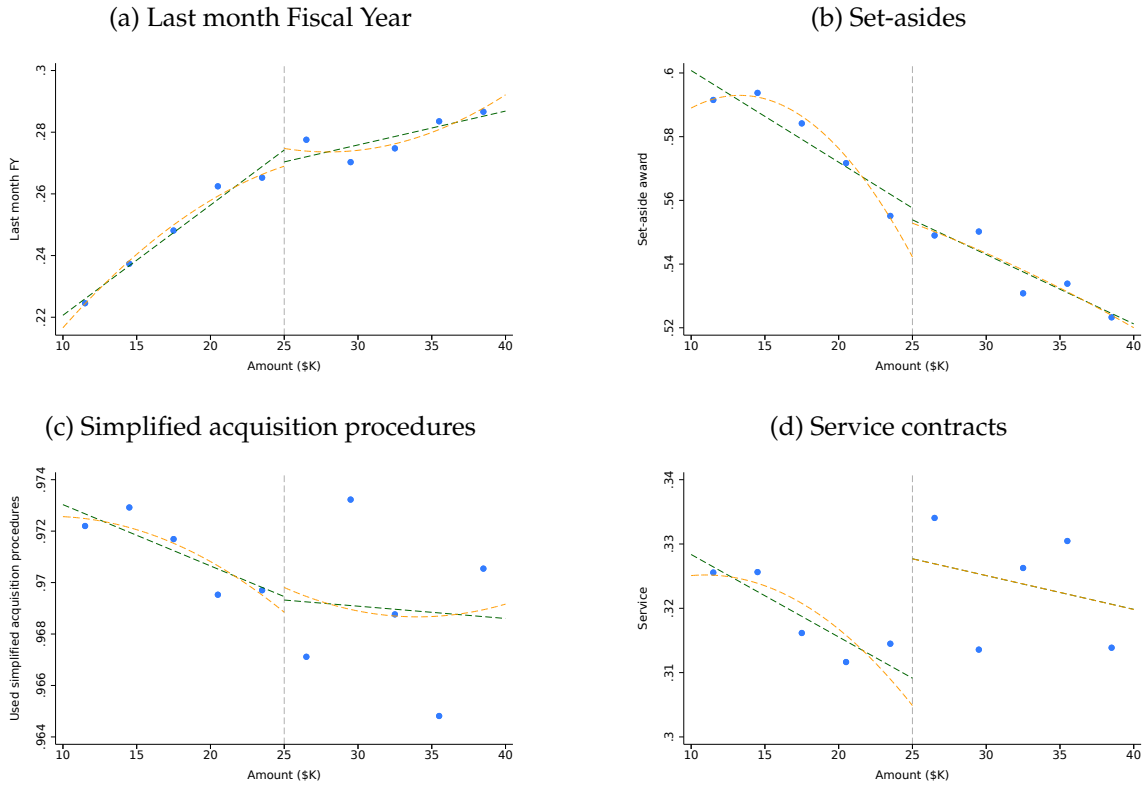 (a) Last month Fiscal Year
.3
.28
.26
.24
.22
Last month FY
10 15 20 25 30 35 40
Amount ($K)
(b) Set-asides
.6
.58
.56
.54
.52
Set-aside award
10 15 20 25 30 35 40
Amount ($K)
(c) Simplified acquisition procedures
.974
.972
.97
.968
.966
.964
Used simplified acquisition procedures
10 15 20 25 30 35 40
Amount ($K)
(d) Service contracts
.34
.33
.32
.31
.3
Service
10 15 20 25 30 35 40
Amount ($K)